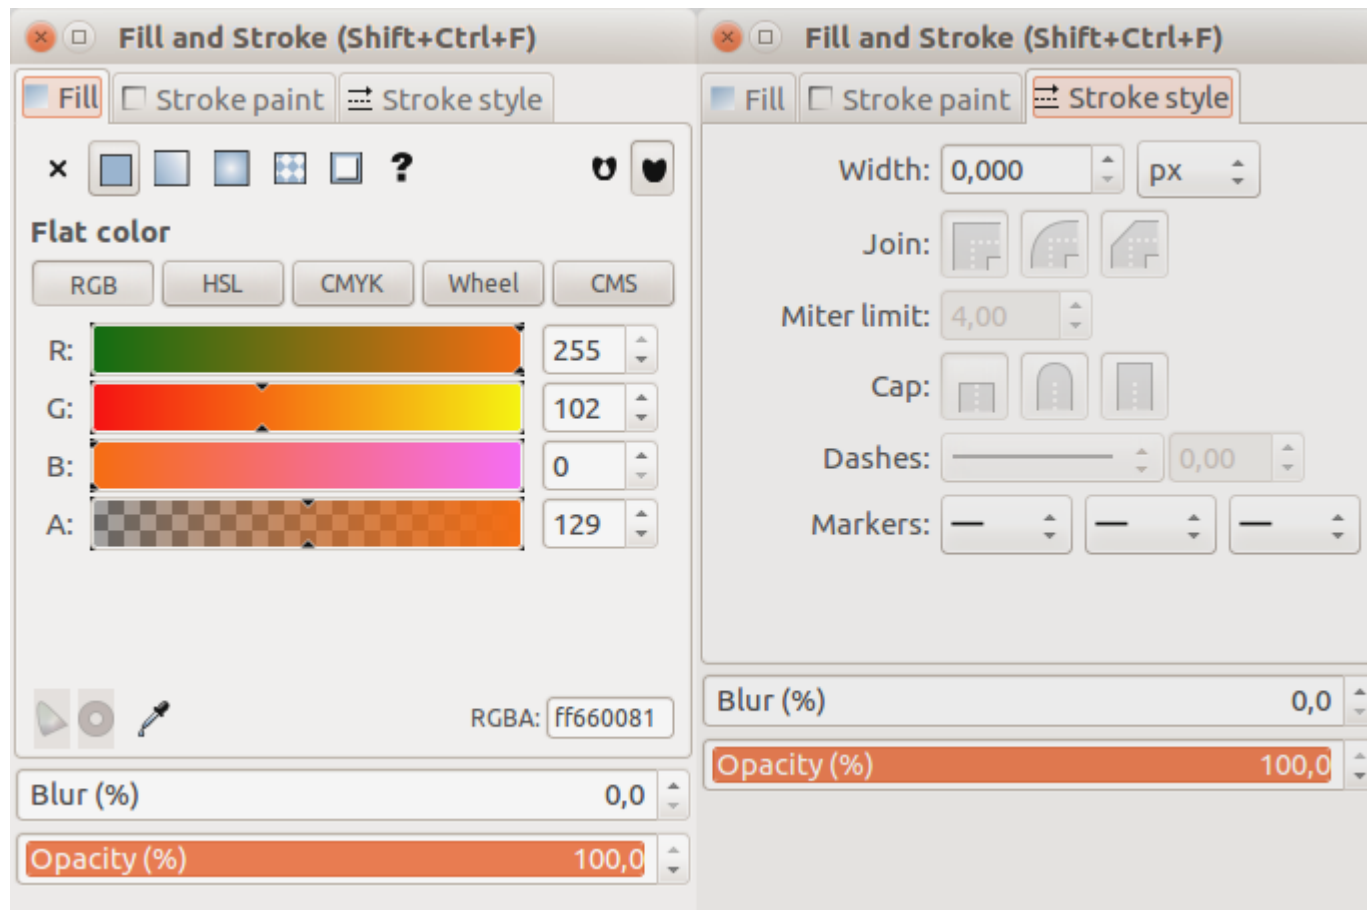 Fill and Stroke (Shift+Ctrl+F)
Fill Stroke paint Stroke style
?
Flat color
RGB HSL CMYK Wheel CMS
R: 255
G: 102
B: 0
A: 129
RGBA: ff660081
Blur (%) 0,0
Opacity (%) 100,0
Fill and Stroke (Shift+Ctrl+F)
Fill Stroke paint Stroke style
Width: 0,000 px
Join:
Miter limit: 4,00
Cap:
Dashes: 0,00
Markers:
Blur (%) 0,0
Opacity (%) 100,0